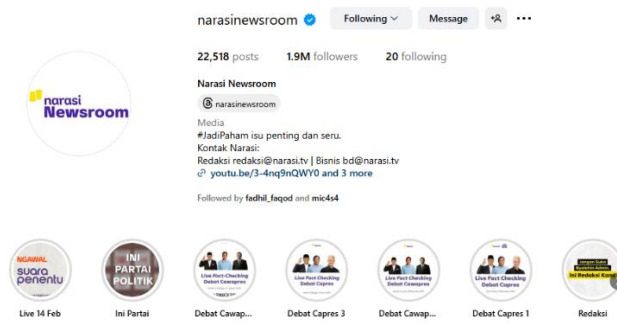 narasinewsroom
Following
Message
22,518 posts
1.9M followers
20 following
narasi
Newsroom
Narasi Newsroom
narasinewsroom
Media
#JadiPaham isu penting dan seru.
Kontak Narasi:
Redaksi redaksi@narasi.tv | Bisnis bd@narasi.tv
youtu.be/3-4nq9nQWY0 and 3 more
Followed by fadhil_faqod and mic4s4
NGAWAL
suara
penentu
INI
PARTAI
POLITIK
Live Fact-Checking
Debat Cawapres
Live Fact-Checking
Debat Capres
Live Fact-Checking
Debat Cawapres
Live Fact-Checking
Debat Capres
Ini Redaksi Kami
Live 14 Feb
Ini Partai
Debat Cawap...
Debat Capres 3
Debat Cawap...
Debat Capres 1
Redaksi